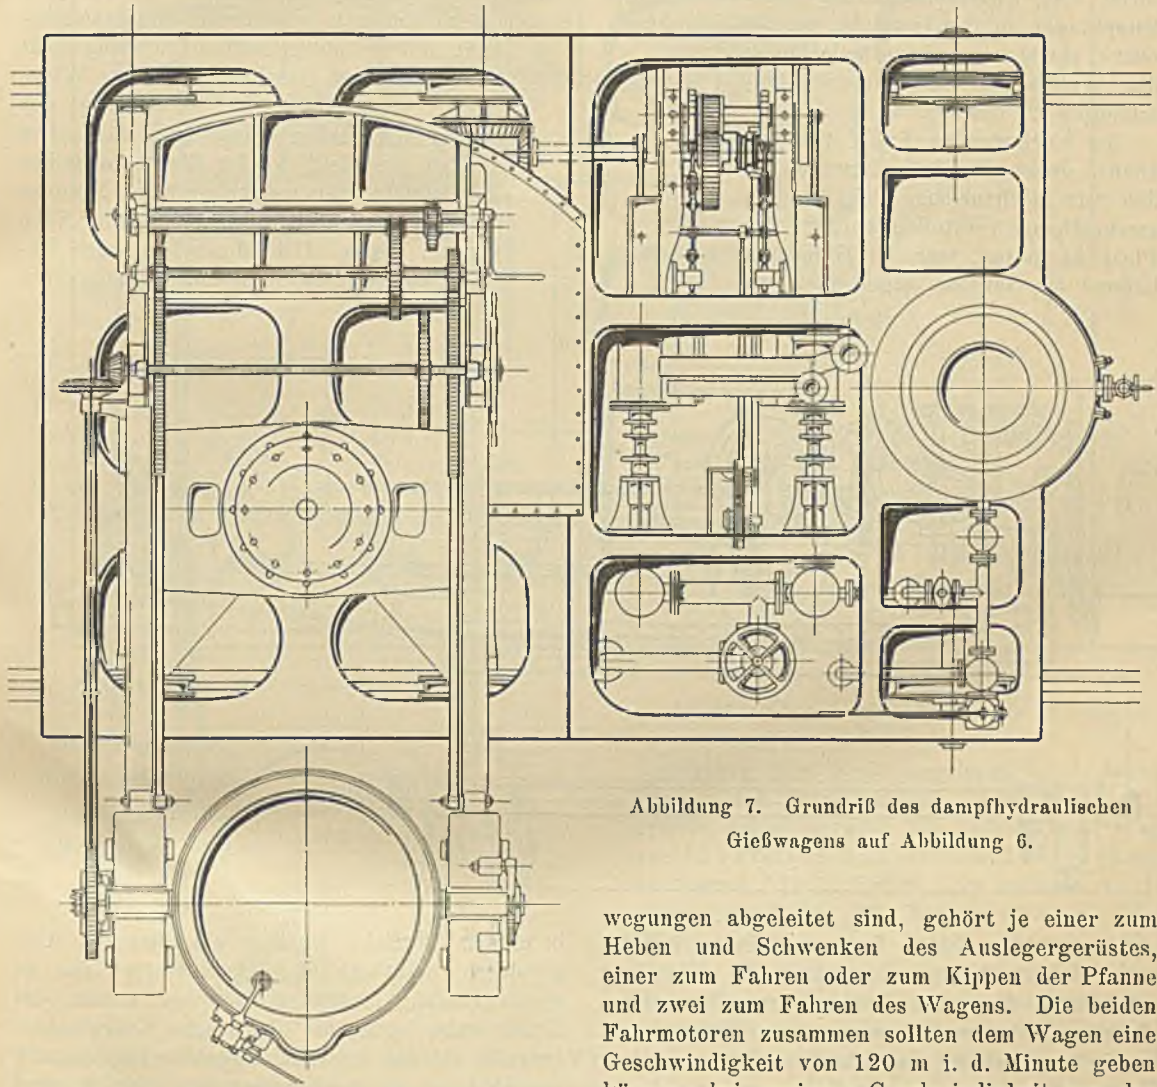 Abbildung 7. Grundriß des dampfhydraulischen
Gießwagens auf Abbildung 6.
wegungen abgeleitet sind, gehört je einer zum
Heben und Schwenken des Auslegergerüstes,
einer zum Fahren oder zum Kippen der Pfanne
und zwei zum Fahren des Wagens. Die beiden
Fahrmotoren zusammen sollten dem Wagen eine
Geschwindigkeit von 120 m i. d. Minute geben